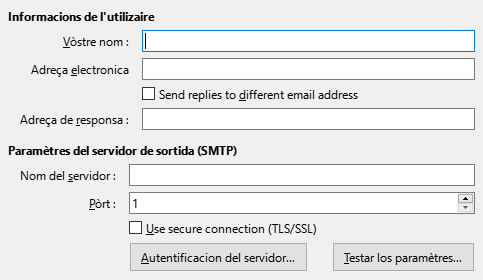 Informacions de l'utilizaire
Vòstre nom :
Adreça electronica
Send replies to different email address
Adreça de responsa :
Paramètres del servidor de sortida (SMTP)
Nom del servidor :
Pòrt : 1
Use secure connection (TLS/SSL)
Autentificacion del servidor... Testar los paramètres...